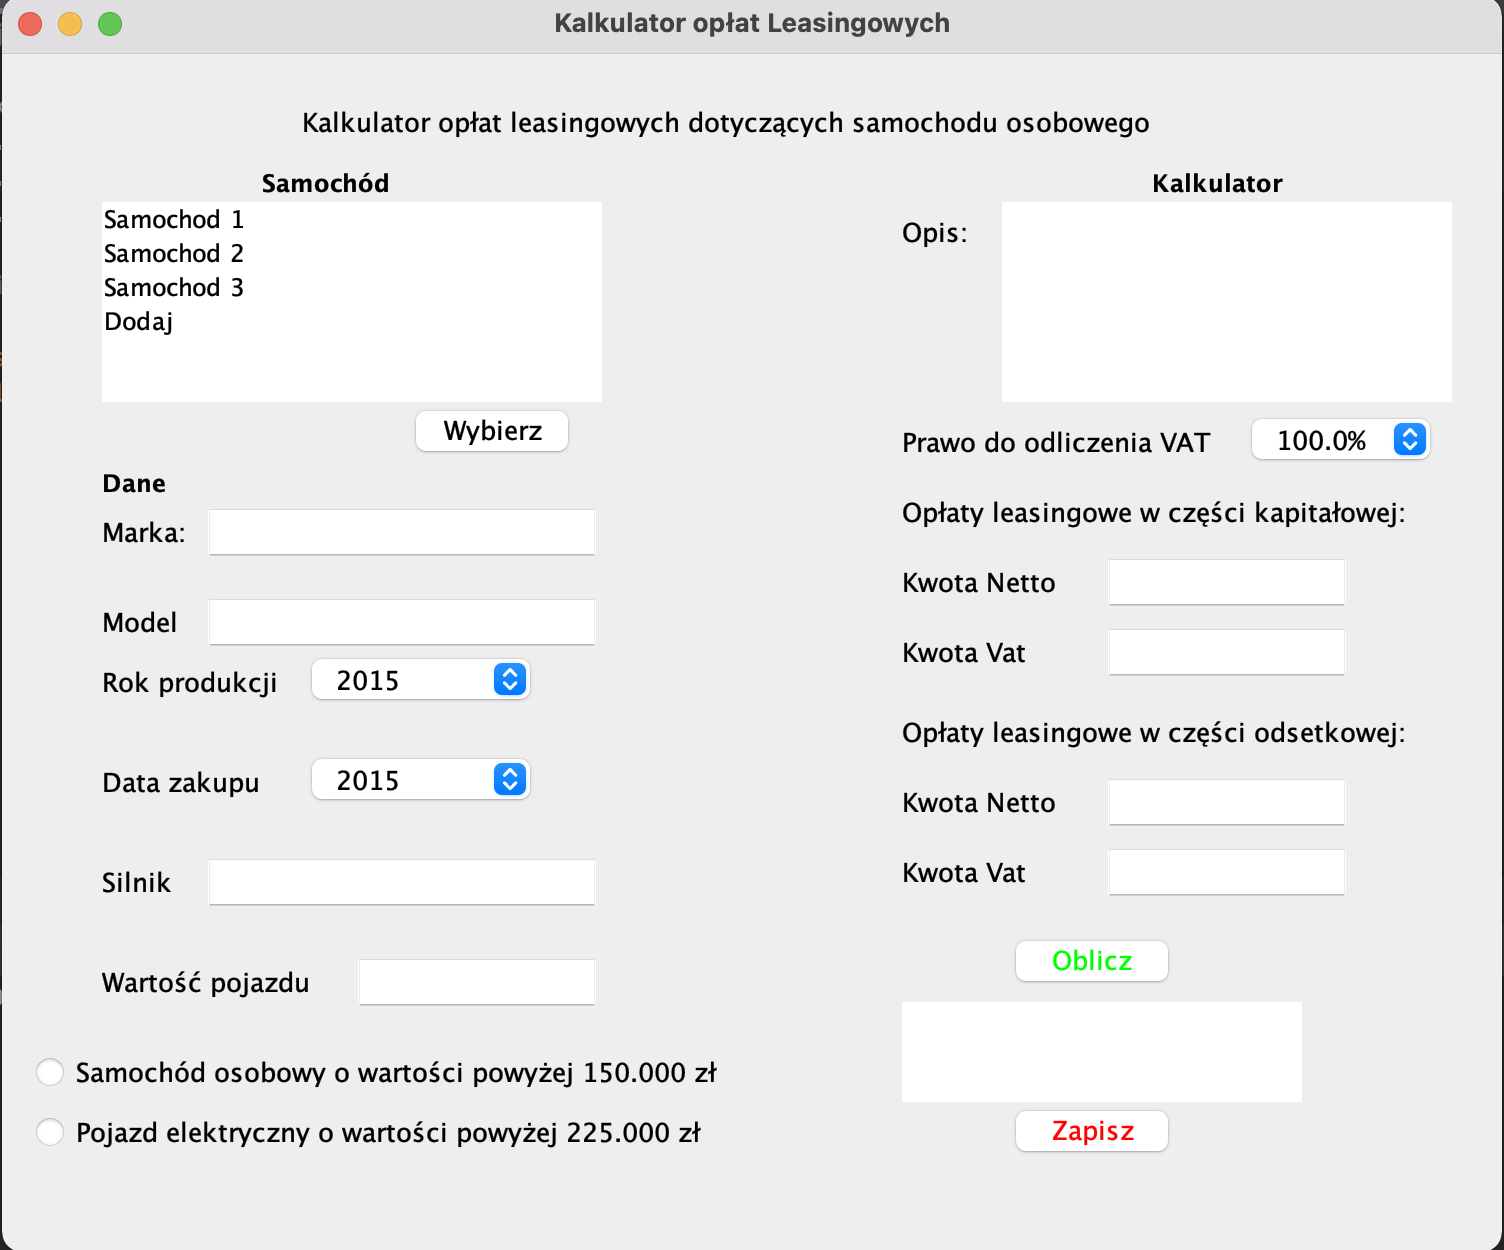 Kalkulator opłat Leasingowych
Kalkulator opłat leasingowych dotyczących samochodu osobowego
Samochód
Samochod 1
Samochod 2
Samochod 3
Dodaj
Wybierz
Dane
Marka:
Model
Rok produkcji 2015
Data zakupu 2015
Silnik
Wartość pojazdu
Samochód osobowy o wartości powyżej 150.000 zł
Pojazd elektryczny o wartości powyżej 225.000 zł
Kalkulator
Opis:
Prawo do odliczenia VAT 100.0%
Opłaty leasingowe w części kapitałowej:
Kwota Netto
Kwota Vat
Opłaty leasingowe w części odsetkowej:
Kwota Netto
Kwota Vat
Oblicz
Zapisz